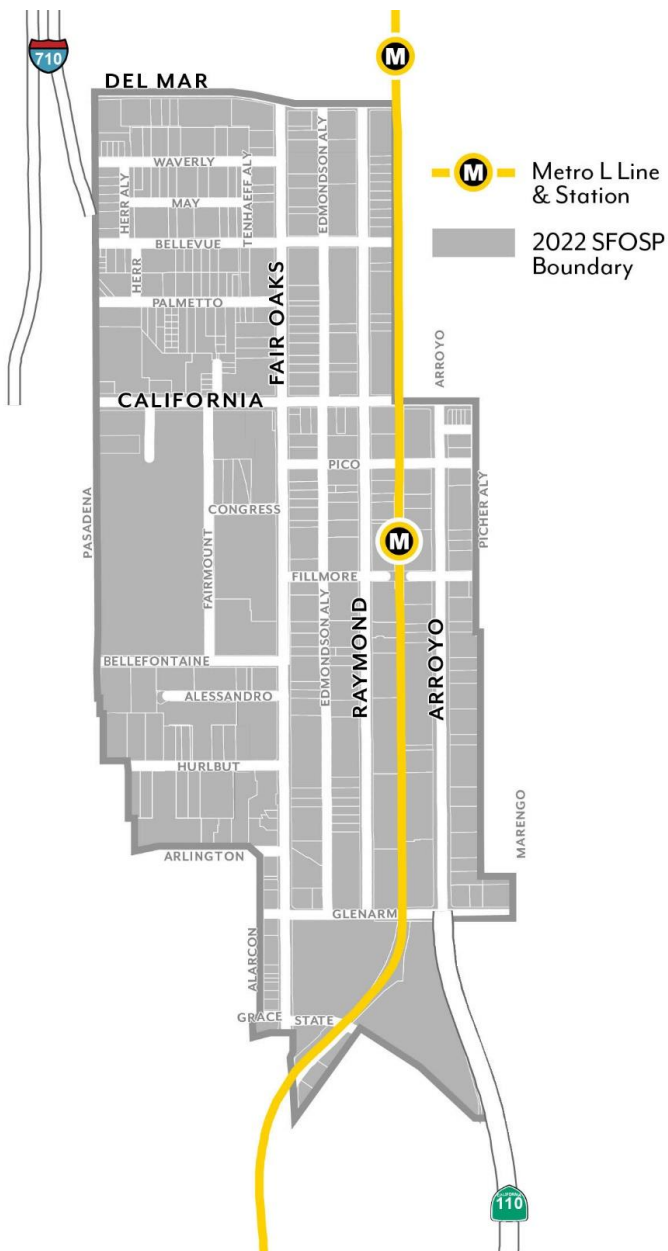 710
M
DEL MAR
M Metro L Line
& Station
2022 SFOSP
Boundary
WAVERLY
HERR ALY
MAY
TENHAEFF ALY
EDMONDSON ALY
BELLEVUE
HERR
PALMETTO
FAIR OAKS
ARROYO
CALIFORNIA
PICO
PASADENA
CONGRESS
PICHER ALY
FAIRMOUNT
M
FILLMORE
EDMONDSON ALY
RAYMOND
ARROYO
BELLEFONTAINE
ALESSANDRO
HURLBUT
MARENGO
ARLINGTON
GLENARM
ALARCON
GRACE
STATE
CALIFORNIA
110